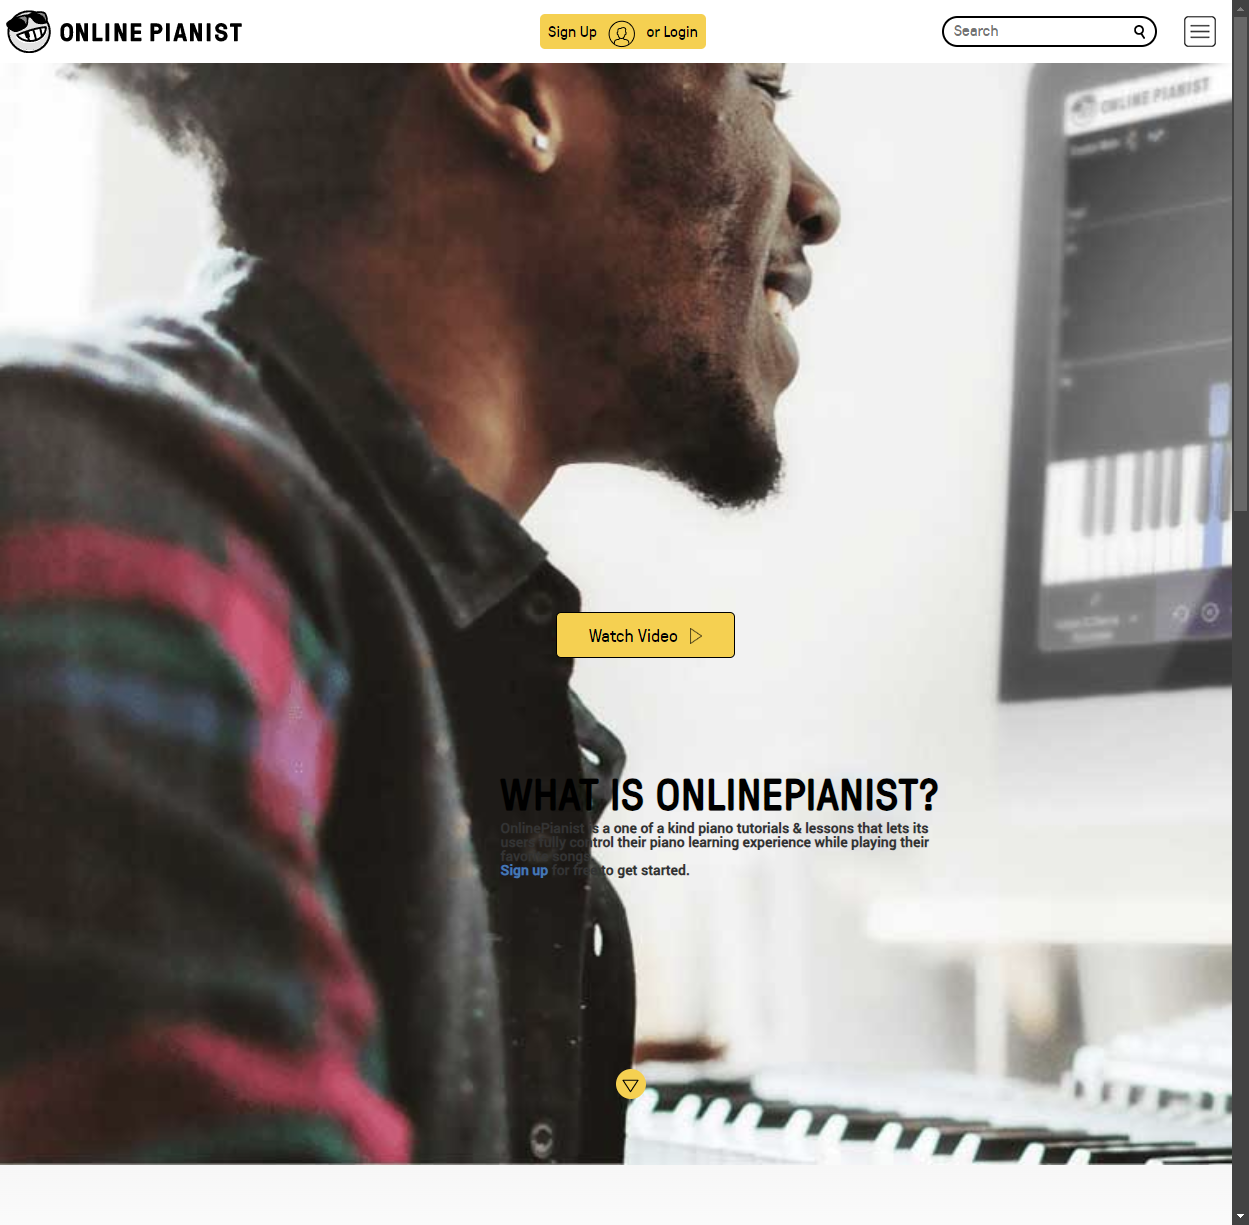 ONLINE PIANIST
Sign Up or Login
Search
ONLINE PIANIST
Watch Video
WHAT IS ONLINEPIANIST?
OnlinePianist is a one of a kind piano tutorials & lessons that lets its
users fully control their piano learning experience while playing their
favorite songs
Sign up for free to get started.